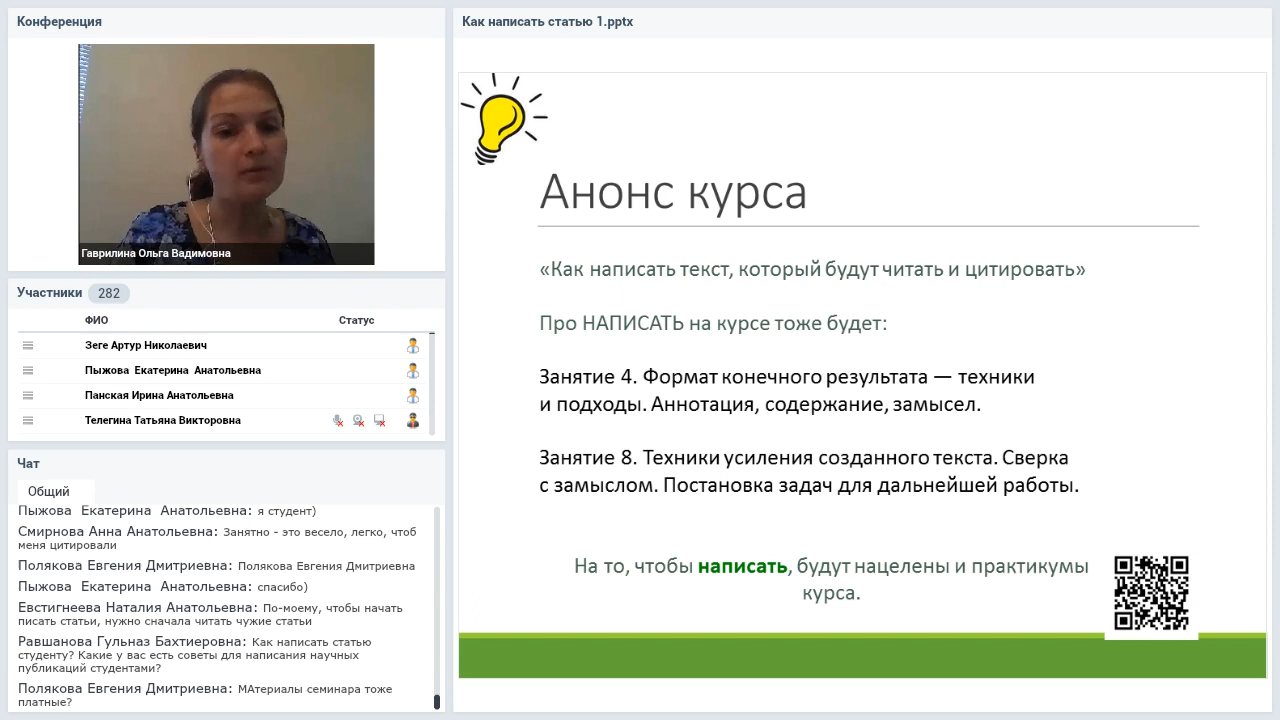 Конференция
Гаврилина Ольга Вадимовна
Участники 282
ФИО Статус
Зеге Артур Николаевич
Пыжова Екатерина Анатольевна
Панская Ирина Анатольевна
Телегина Татьяна Викторовна
Чат
Общий
Пыжова Екатерина Анатольевна: я студент)
Смирнова Анна Анатольевна: Занятно - это весело, легко, чтоб
меня цитировали
Полякова Евгения Дмитриевна: Полякова Евгения Дмитриевна
Пыжова Екатерина Анатольевна: спасибо)
Евстигнеева Наталия Анатольевна: По-моему, чтобы начать
писать статьи, нужно сначала читать чужие статьи
Равшанова Гульназ Бахтиеровна: Как написать статью
студенту? Какие у вас есть советы для написания научных
публикаций студентами?
Полякова Евгения Дмитриевна: МАтериалы семинара тоже
платные?
Как написать статью 1.pptx
Анонс курса
«Как написать текст, который будут читать и цитировать»
Про НАПИСАТЬ на курсе тоже будет:
Занятие 4. Формат конечного результата — техники
и подходы. Аннотация, содержание, замысел.
Занятие 8. Техники усиления созданного текста. Сверка
с замыслом. Постановка задач для дальнейшей работы.
На то, чтобы написать, будут нацелены и практикумы
курса.